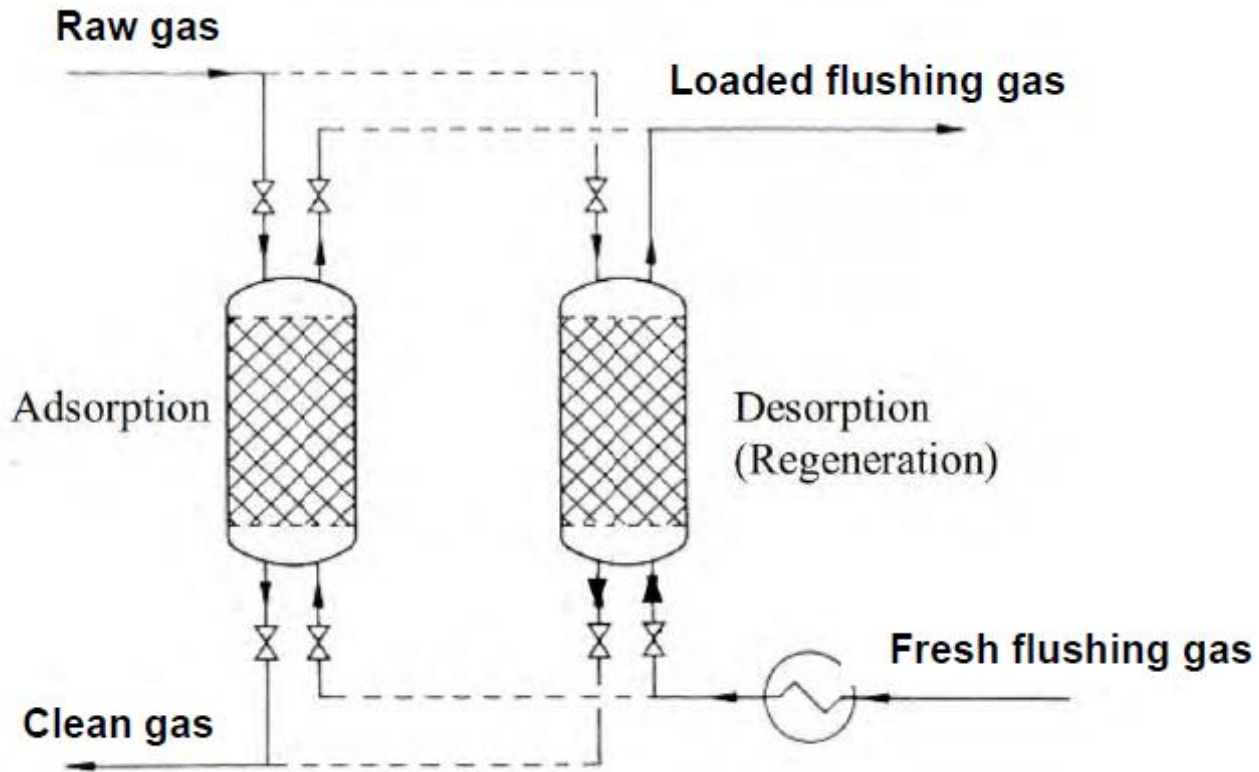 Raw gas
Loaded flushing gas
Adsorption
Desorption
(Regeneration)
Fresh flushing gas
Clean gas